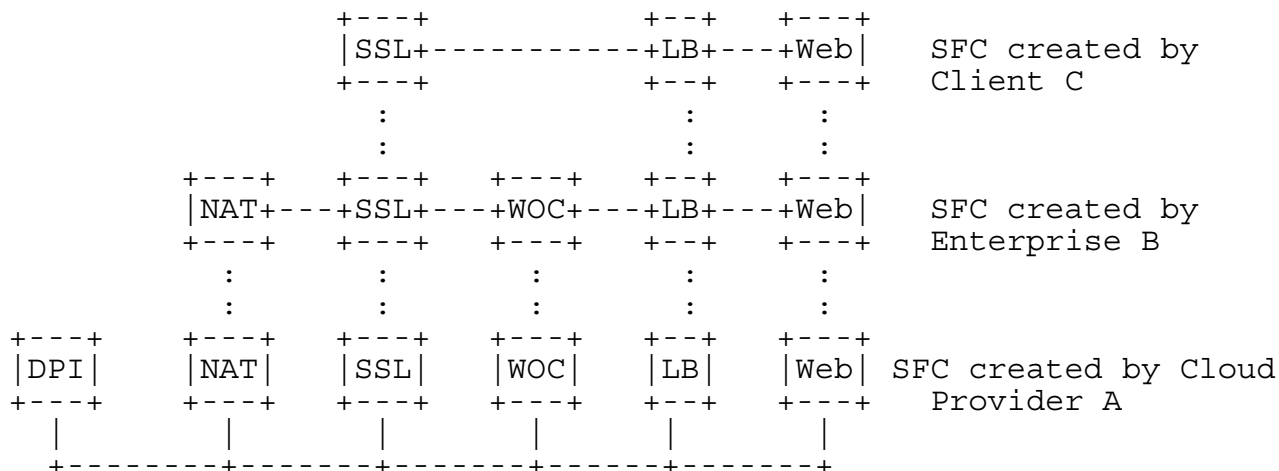 SSL LB Web SFC created by
Client C
NAT SSL WOC LB Web SFC created by
Enterprise B
DPI NAT SSL WOC LB Web SFC created by Cloud
Provider A